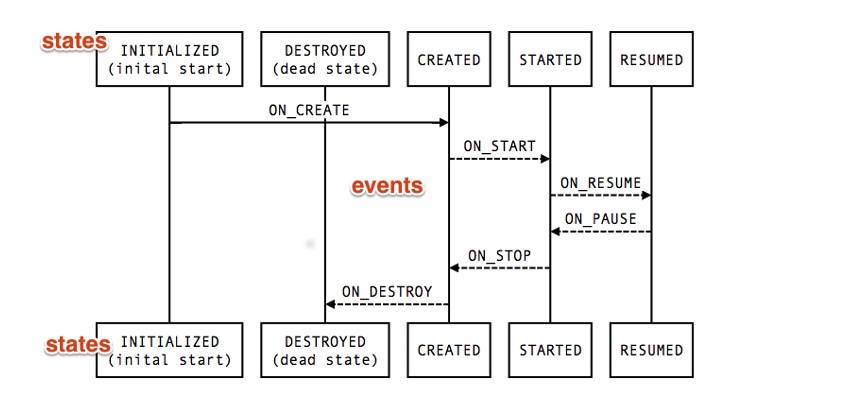 states
INITIALIZED
(inital start)
DESTROYED
(dead state)
CREATED
STARTED
RESUMED
ON_CREATE
ON_START
events
ON_RESUME
ON_PAUSE
ON_STOP
ON_DESTROY
states
INITIALIZED
(inital start)
DESTROYED
(dead state)
CREATED
STARTED
RESUMED